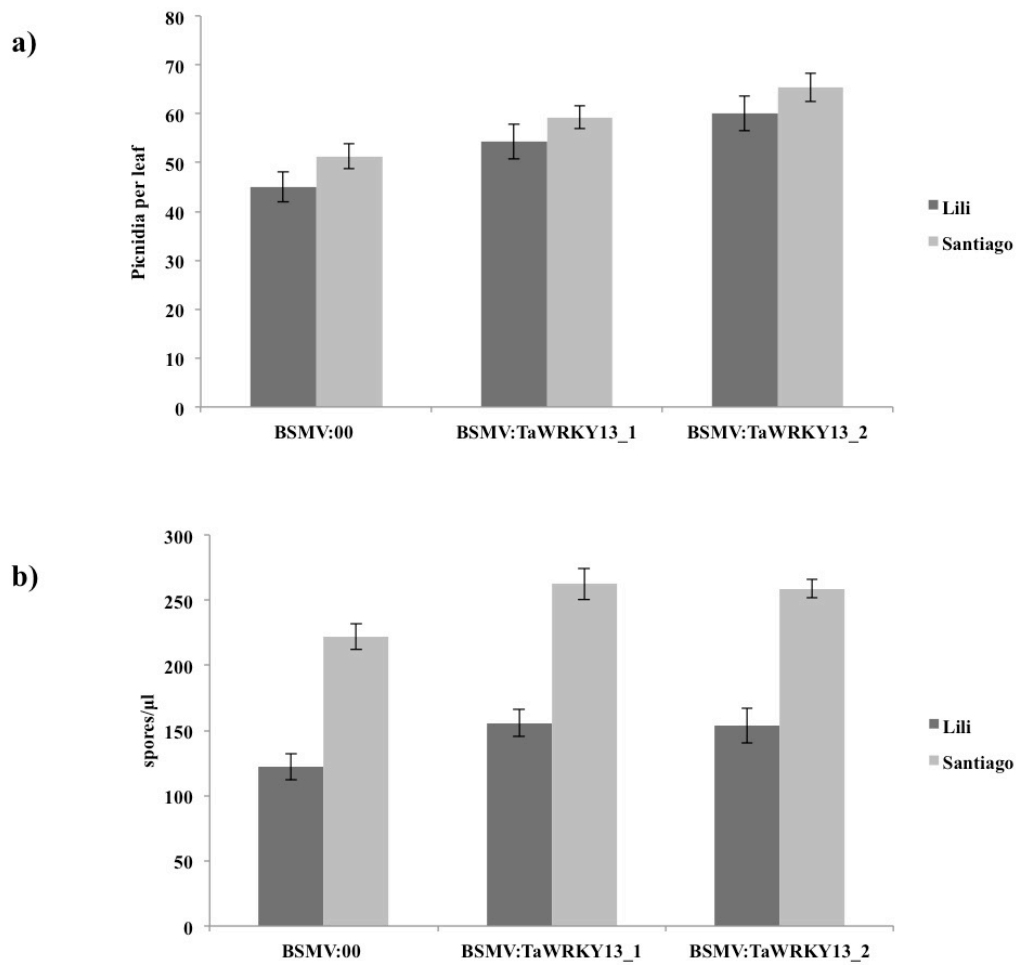 a)
Picnidia per leaf
80
70
60
50
40
30
20
10
0
BSMV:00 BSMV:TaWRKY13_1 BSMV:TaWRKY13_2
Lili
Santiago
b)
spores/µl
300
250
200
150
100
50
0
BSMV:00 BSMV:TaWRKY13_1 BSMV:TaWRKY13_2
Lili
Santiago